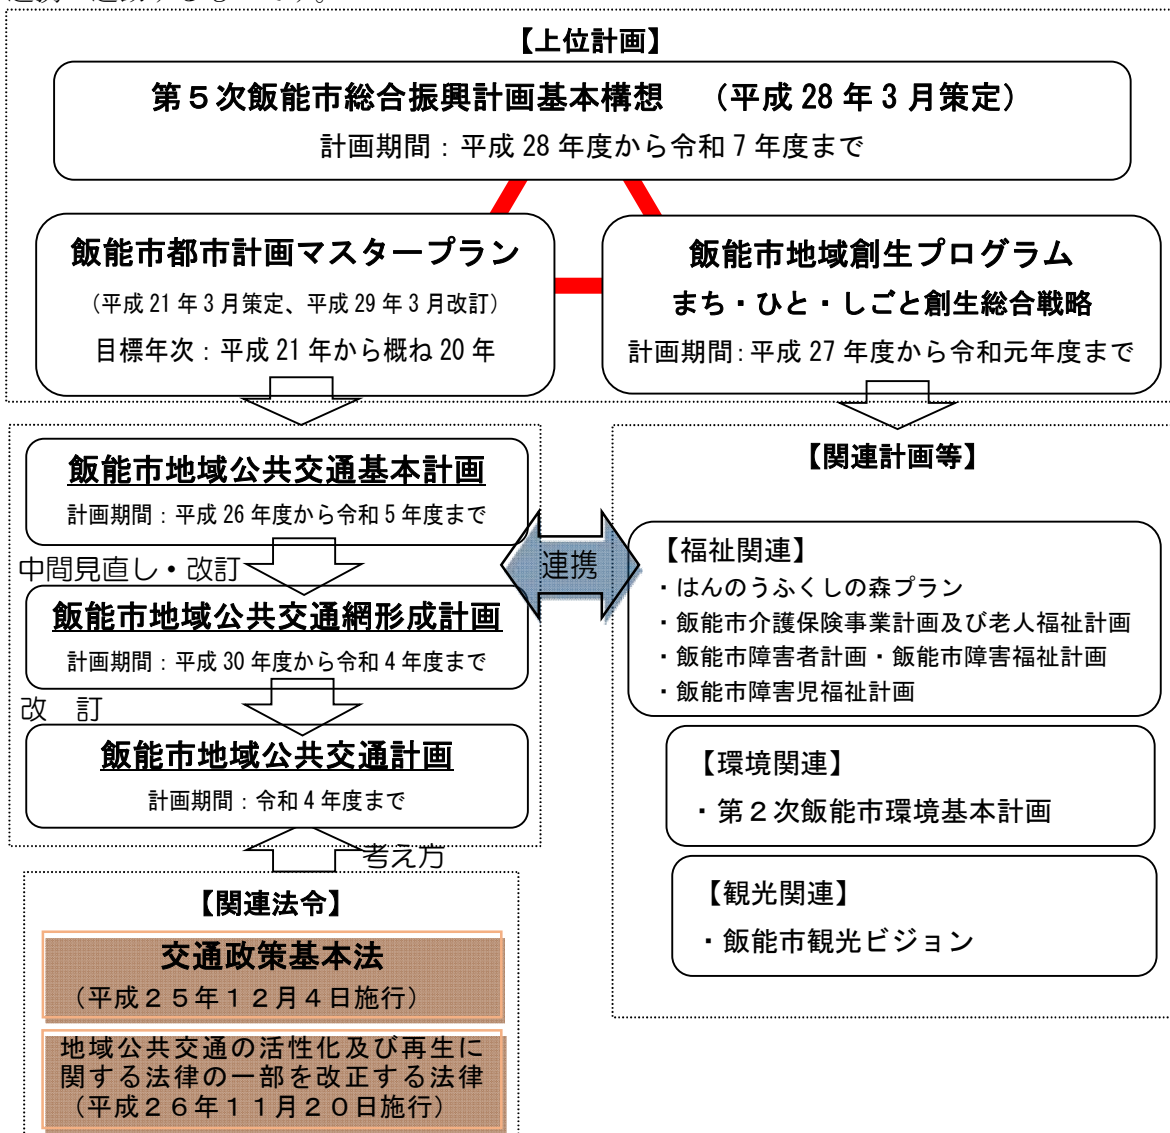 【上位計画】
第５次飯能市総合振興計画基本構想　（平成 28 年 3 月策定）
計画期間：平成 28 年度から令和 7 年度まで
飯能市都市計画マスタープラン
（平成 21 年 3 月策定、平成 29 年 3 月改訂）
目標年次：平成 21 年から概ね 20 年
飯能市地域創生プログラム
まち・ひと・しごと創生総合戦略
計画期間：平成 27 年度から令和元年度まで
飯能市地域公共交通基本計画
計画期間：平成 26 年度から令和 5 年度まで
中間見直し・改訂
飯能市地域公共交通網形成計画
計画期間：平成 30 年度から令和 4 年度まで
改　訂
飯能市地域公共交通計画
計画期間：令和 4 年度まで
考え方
連携
【関連計画等】
【福祉関連】
・はんのうふくしの森プラン
・飯能市介護保険事業計画及び老人福祉計画
・飯能市障害者計画・飯能市障害福祉計画
・飯能市障害児福祉計画
【環境関連】
・第２次飯能市環境基本計画
【観光関連】
・飯能市観光ビジョン
【関連法令】
交通政策基本法
（平成２５年１２月４日施行）
地域公共交通の活性化及び再生に
関する法律の一部を改正する法律
（平成２６年１１月２０日施行）